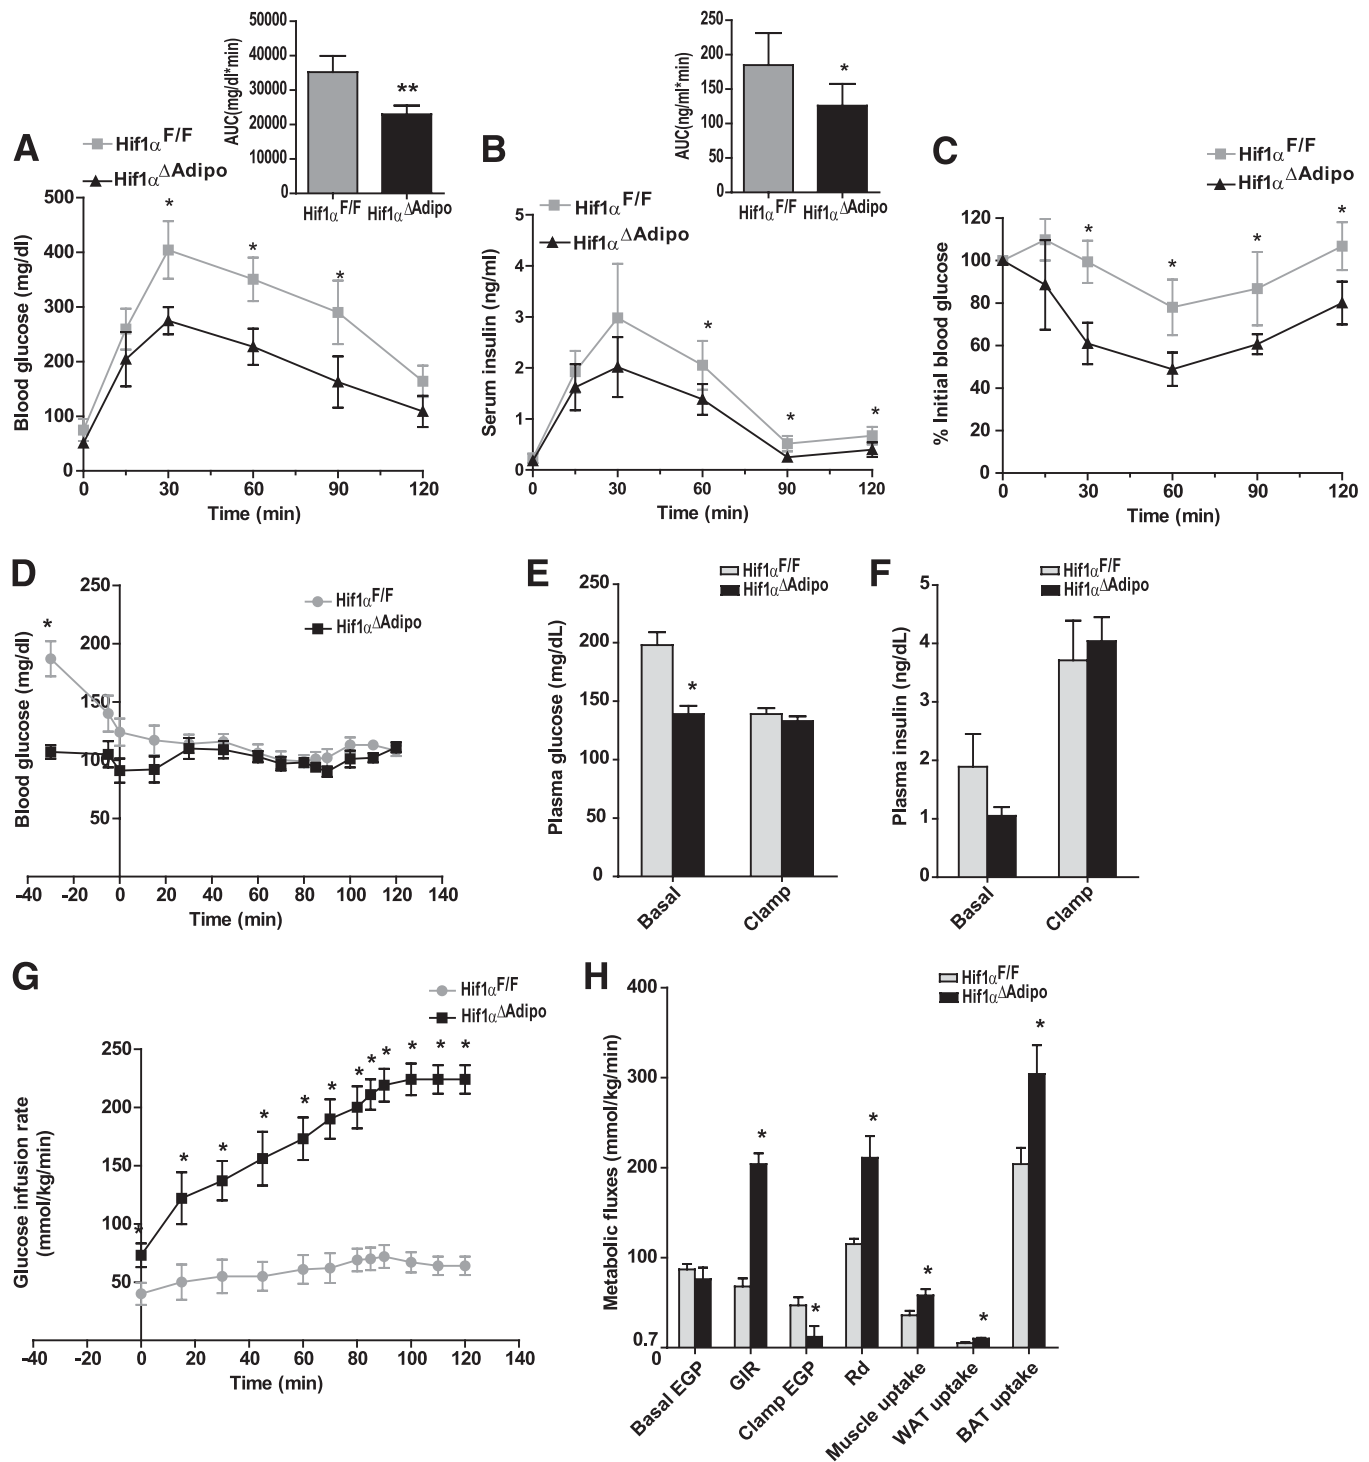 A
Hif1α F/F
Hif1α ΔAdipo
Blood glucose (mg/dl)
500
400
300
200
100
0
0 30 60 90 120
Time (min)
* * *
AUC(mg/dl*min)
50000
40000
30000
20000
10000
0
**
Hif1α F/F Hif1α ΔAdipo
B
Hif1α F/F
Hif1α ΔAdipo
Serum insulin (ng/ml)
5
4
3
2
1
0
0 30 60 90 120
Time (min)
* * *
AUC(ng/ml*min)
250
200
150
100
50
0
*
Hif1α F/F Hif1α ΔAdipo
C
Hif1α F/F
Hif1α ΔAdipo
% Initial blood glucose
120
100
80
60
40
20
0
0 30 60 90 120
Time (min)
* * * *
D
Hif1α F/F
Hif1α ΔAdipo
Blood glucose (mg/dl)
250
200
150
100
50
-40 -20 0 20 40 60 80 100 120 140
Time (min)
*
E
Hif1α F/F
Hif1α ΔAdipo
Plasma glucose (mg/dL)
250
200
150
100
50
0
*
Basal Clamp
F
Hif1α F/F
Hif1α ΔAdipo
Plasma insulin (ng/dL)
5
4
3
2
1
0
Basal Clamp
G
Hif1α F/F
Hif1α ΔAdipo
Glucose infusion rate
(mmol/kg/min)
250
200
150
100
50
-40 -20 0 20 40 60 80 100 120 140
Time (min)
* * * * * * * * * * * *
H
Hif1α F/F
Hif1α ΔAdipo
Metabolic fluxes (mmol/kg/min)
400
300
200
100
0.7
0
* * * * * *
Basal EGP GIR Clamp EGP Rd Muscle uptake WAT uptake BAT uptake